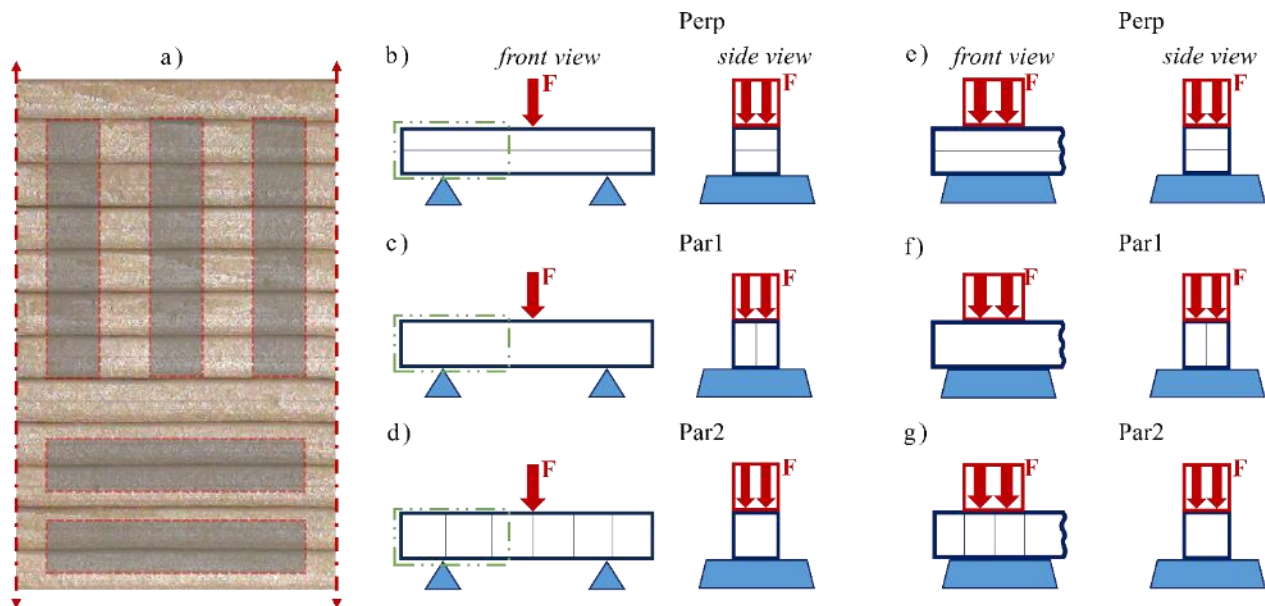 Perp
Perp
a)
b)
front view
side view
e)
front view
side view
F
F
F
F
c)
Par1
f)
Par1
F
F
F
F
d)
Par2
g)
Par2
F
F
F
F